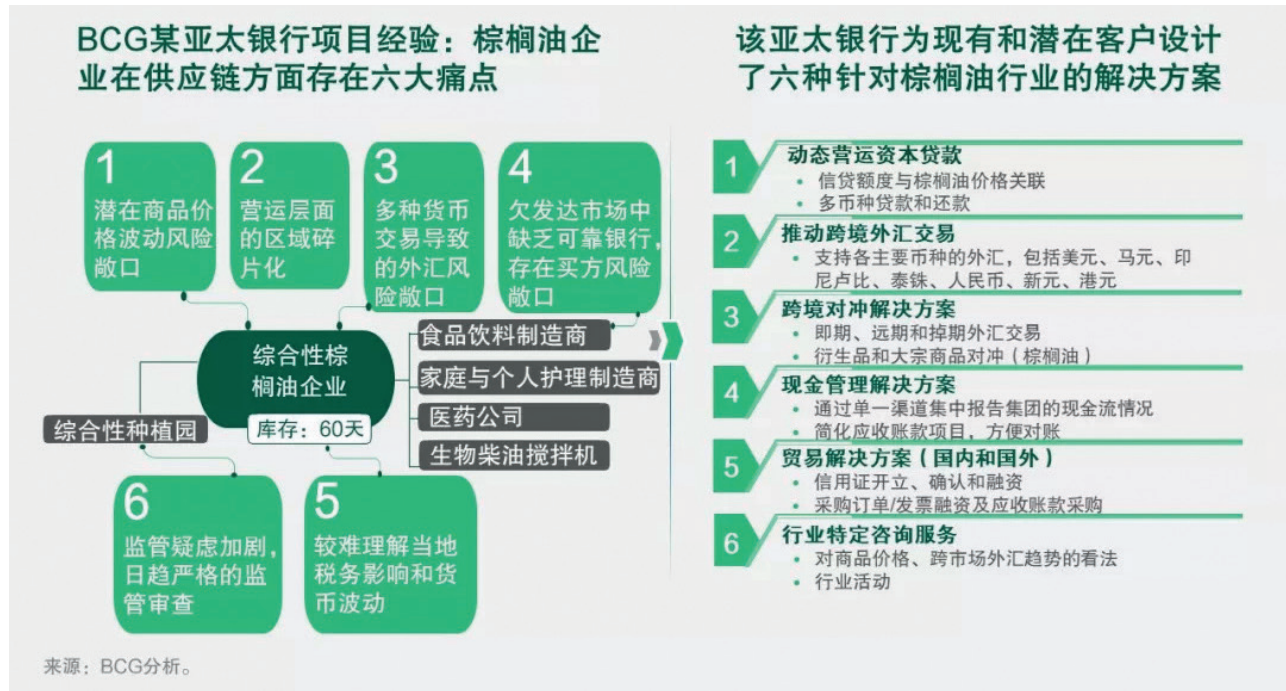 BCG某亚太银行项目经验：棕榈油企
业在供应链方面存在六大痛点
1
潜在商品价
格波动风险
敞口
2
营运层面
的区域碎
片化
3
多种货币
交易导致
的外汇风
险敞口
4
欠发达市场中
缺乏可靠银行，
存在买方风险
敞口
综合性棕
榈油企业
库存：60天
综合性种植园
食品饮料制造商
家庭与个人护理制造商
医药公司
生物柴油搅拌机
6
监管疑虑加剧，
日趋严格的监
管审查
5
较难理解当地
税务影响和货
币波动
该亚太银行为现有和潜在客户设计
了六种针对棕榈油行业的解决方案
1
动态营运资本贷款
• 信贷额度与棕榈油价格关联
• 多币种贷款和还款
2
推动跨境外汇交易
• 支持各主要币种的外汇，包括美元、马元、印
尼卢比、泰铢、人民币、新元、港元
3
跨境对冲解决方案
• 即期、远期和掉期外汇交易
• 衍生品和大宗商品对冲（棕榈油）
4
现金管理解决方案
• 通过单一渠道集中报告集团的现金流情况
• 简化应收账款项目，方便对账
5
贸易解决方案（国内和国外）
• 信用证开立、确认和融资
• 采购订单/发票融资及应收账款采购
6
行业特定咨询服务
• 对商品价格、跨市场外汇趋势的看法
• 行业活动
来源：BCG分析。